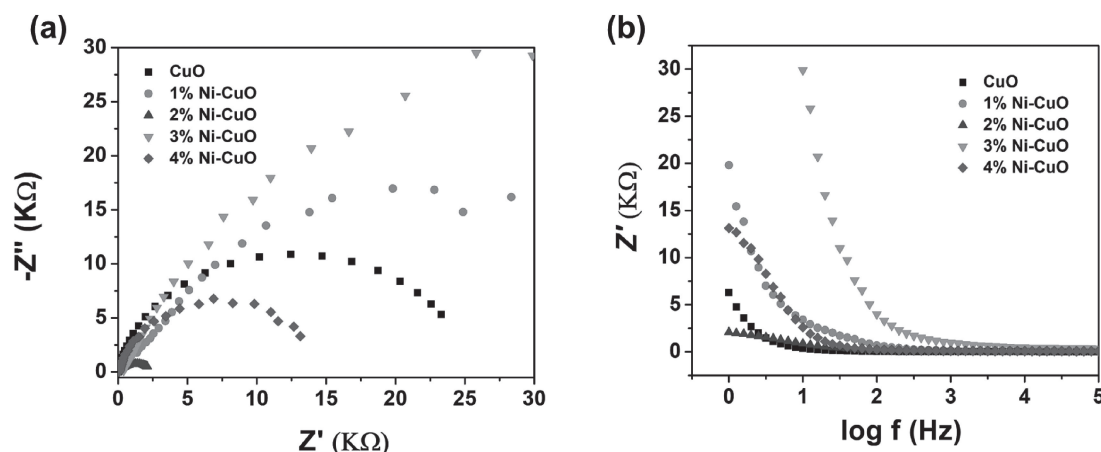 (a)
30
25
20
15
10
5
0
-Z" (KΩ)
CuO
1% Ni-CuO
2% Ni-CuO
3% Ni-CuO
4% Ni-CuO
0 5 10 15 20 25 30
Z' (KΩ)
(b)
30
25
20
15
10
5
0
Z' (KΩ)
CuO
1% Ni-CuO
2% Ni-CuO
3% Ni-CuO
4% Ni-CuO
0 1 2 3 4 5
log f (Hz)